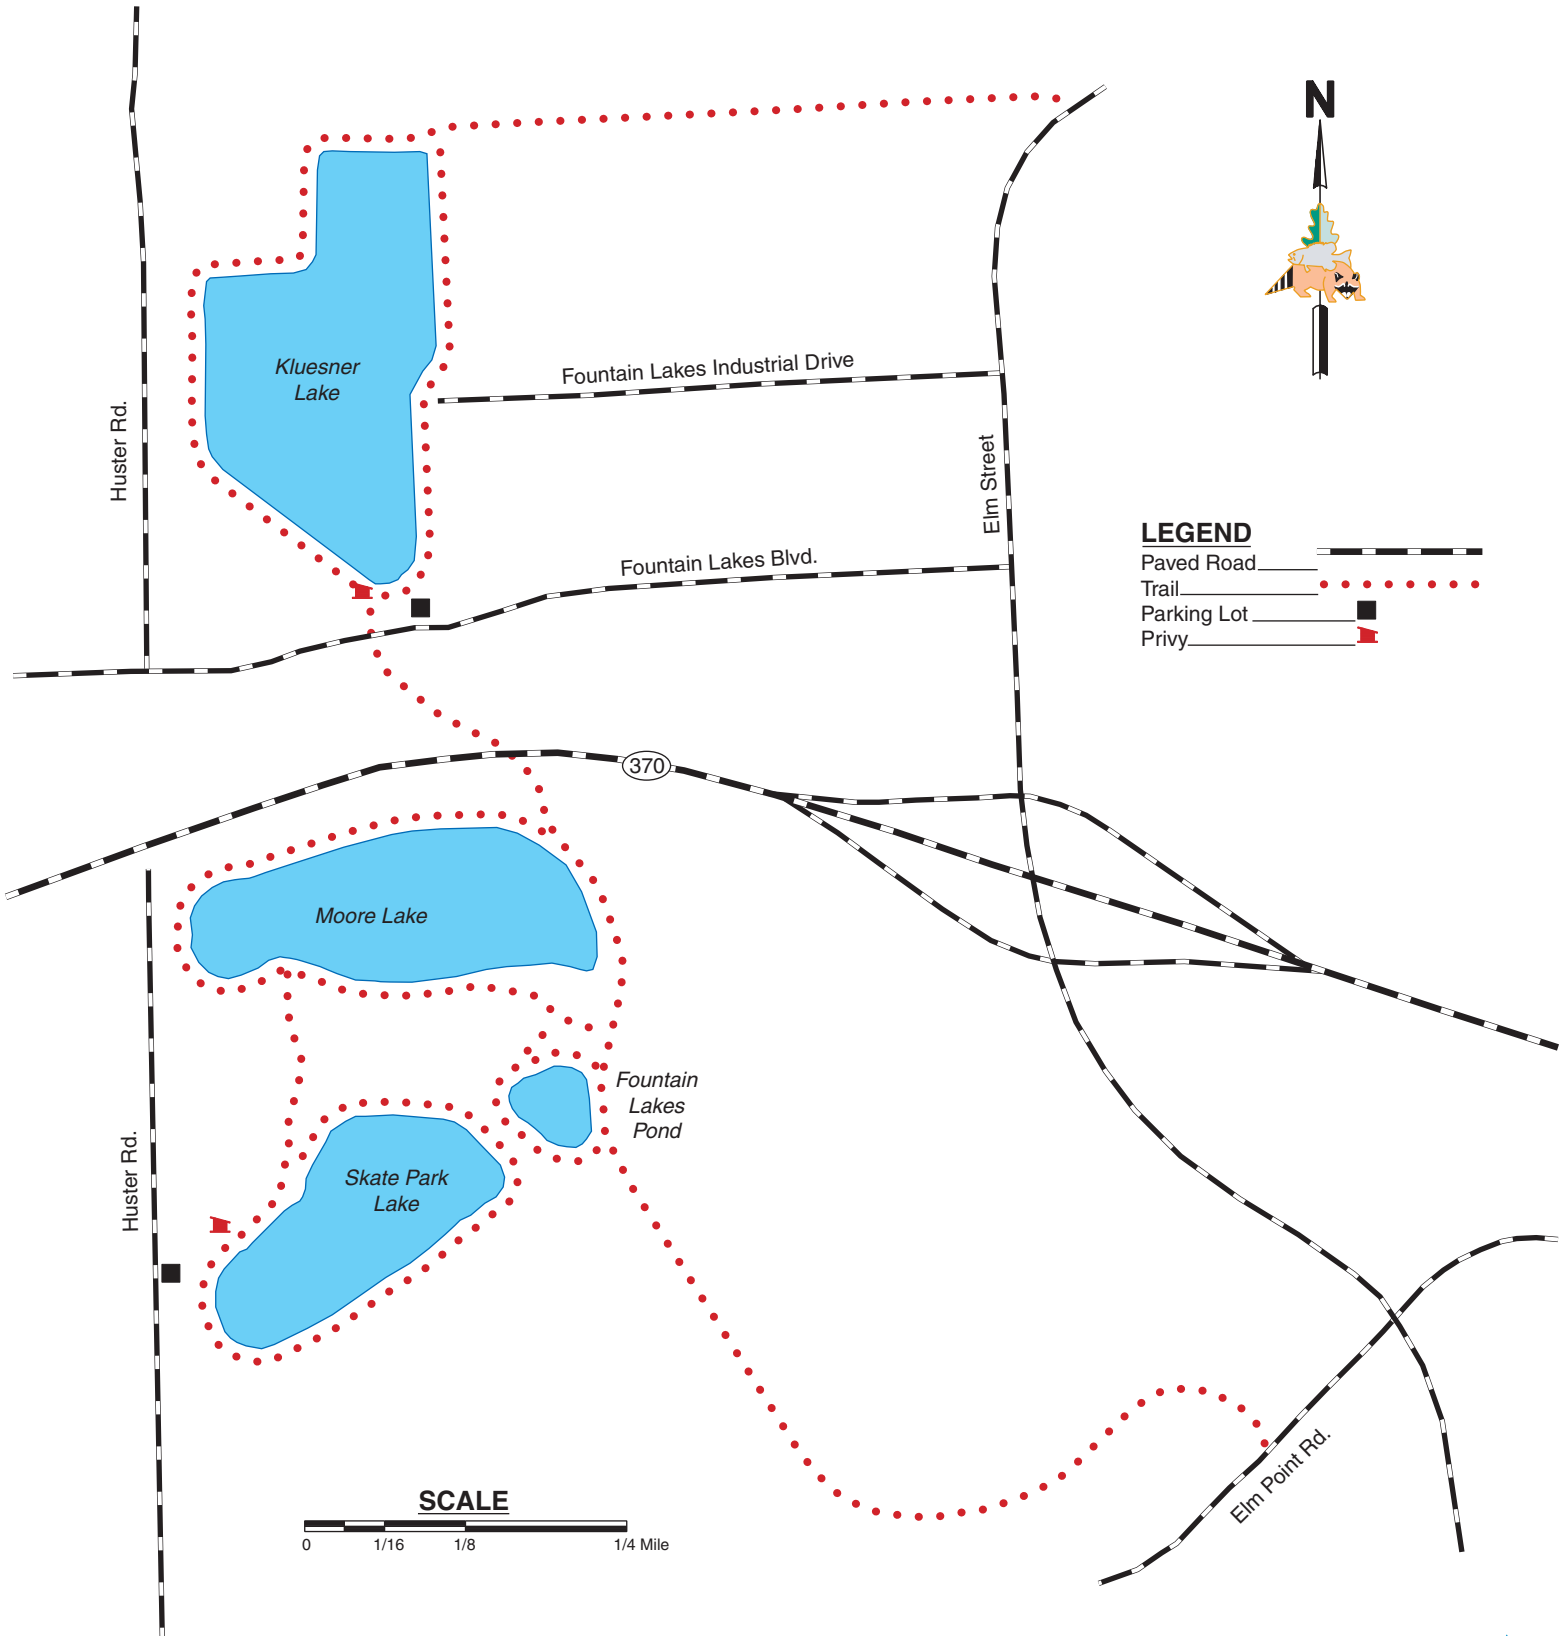 N
Kluesner
Lake
Fountain Lakes Industrial Drive
Huster Rd.
Elm Street
LEGEND
Paved Road
Trail
Parking Lot
Privy
Fountain Lakes Blvd.
370
Moore Lake
Fountain
Lakes
Pond
Huster Rd.
Skate Park
Lake
Elm Point Rd.
SCALE
0 1/16 1/8 1/4 Mile